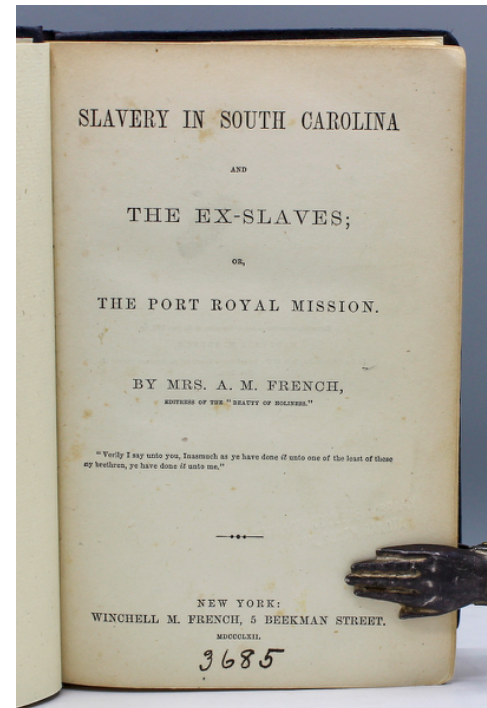 SLAVERY IN SOUTH CAROLINA
AND
THE EX-SLAVES;
OR,
THE PORT ROYAL MISSION.
BY MRS. A. M. FRENCH,
EDITRESS OF THE "BEAUTY OF HOLINESS."
"Verily I say unto you, Inasmuch as ye have done it unto one of the least of these
my brethren, ye have done it unto me."
NEW YORK:
WINCHELL M. FRENCH, 5 BEEKMAN STREET.
MDCCCLXII.
3685